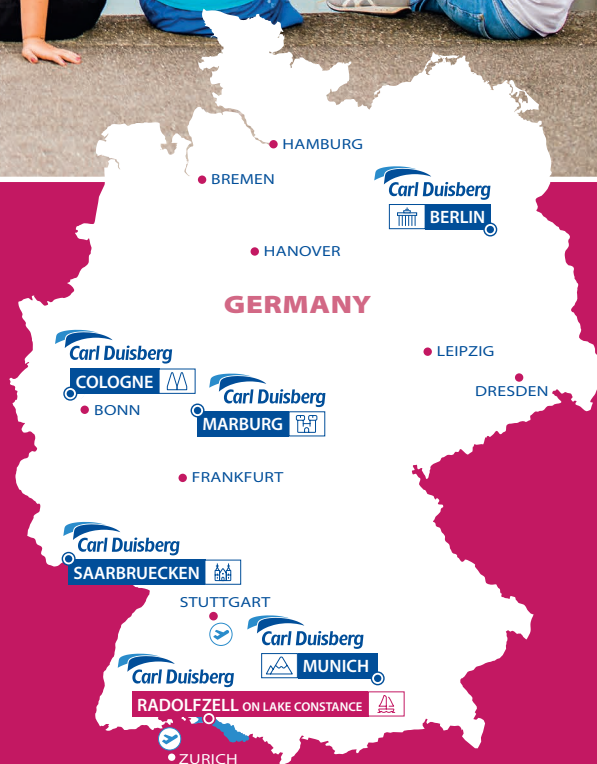 HAMBURG
BREMEN
Carl Duisberg
BERLIN
HANOVER
GERMANY
LEIPZIG
DRESDEN
Carl Duisberg
COLOGNE
BONN
Carl Duisberg
MARBURG
FRANKFURT
Carl Duisberg
SAARBRUECKEN
STUTTGART
Carl Duisberg
MUNICH
Carl Duisberg
RADOLFZELL ON LAKE CONSTANCE
ZURICH